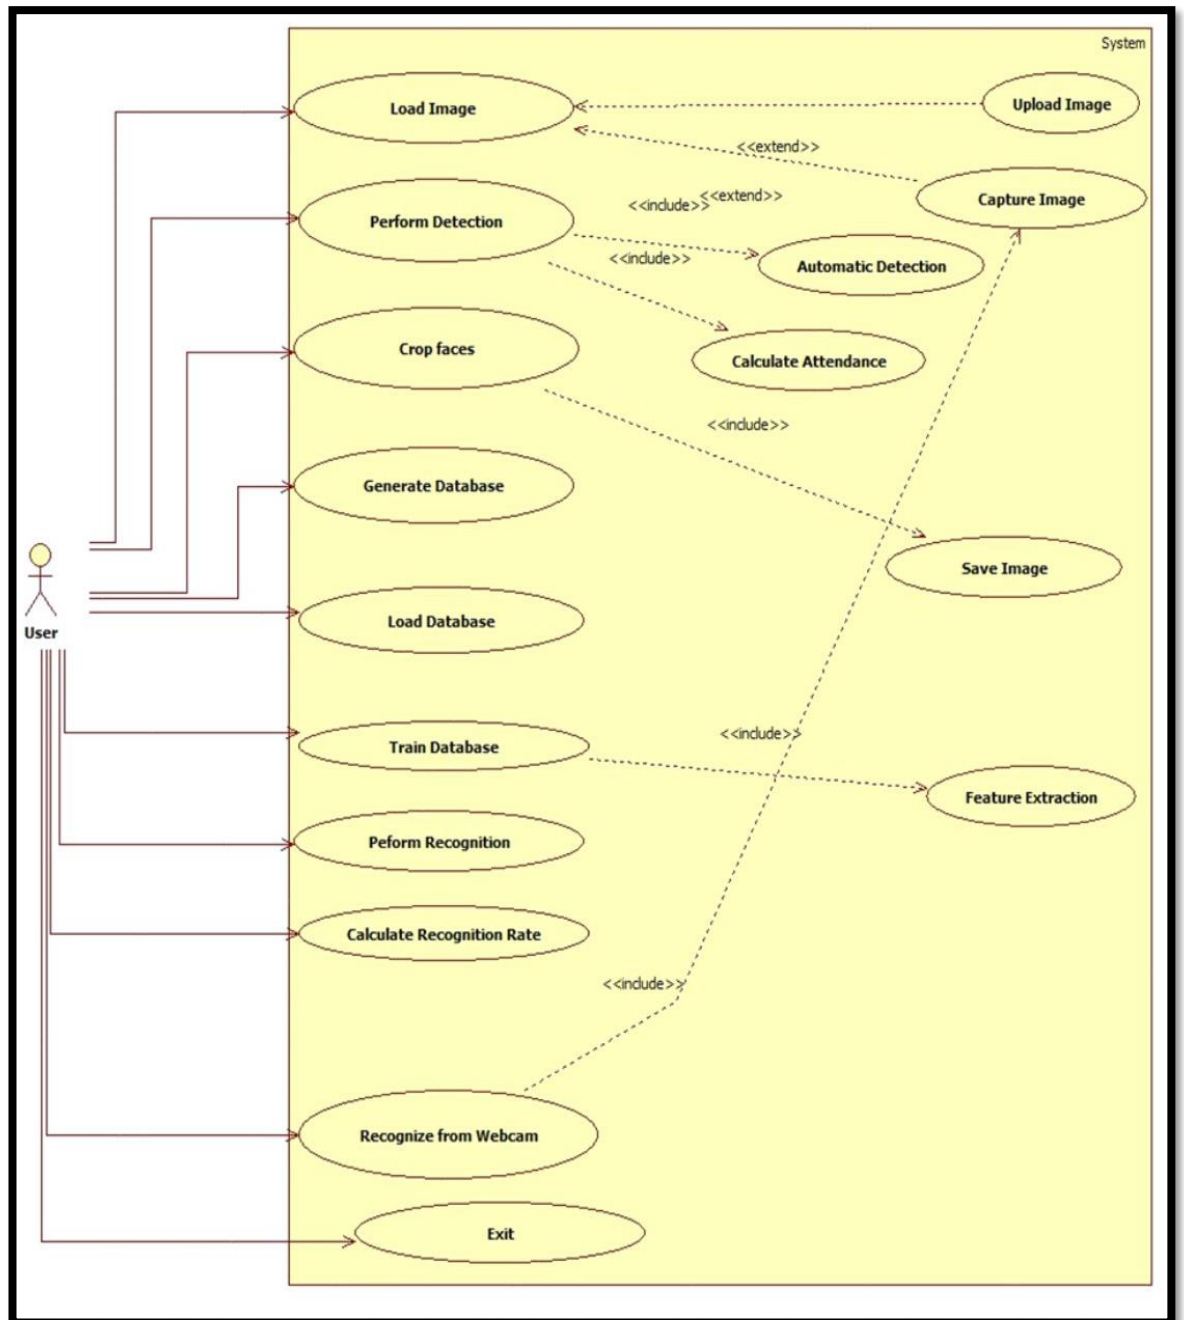 System
Load Image
Upload Image
<<extend>>
Capture Image
<<extend>>
<<include>>
Perform Detection
<<include>>
Automatic Detection
Crop faces
Calculate Attendance
<<include>>
Generate Database
Save Image
Load Database
User
<<include>>
Train Database
Feature Extraction
Peform Recognition
Calculate Recognition Rate
<<include>>
Recognize from Webcam
Exit